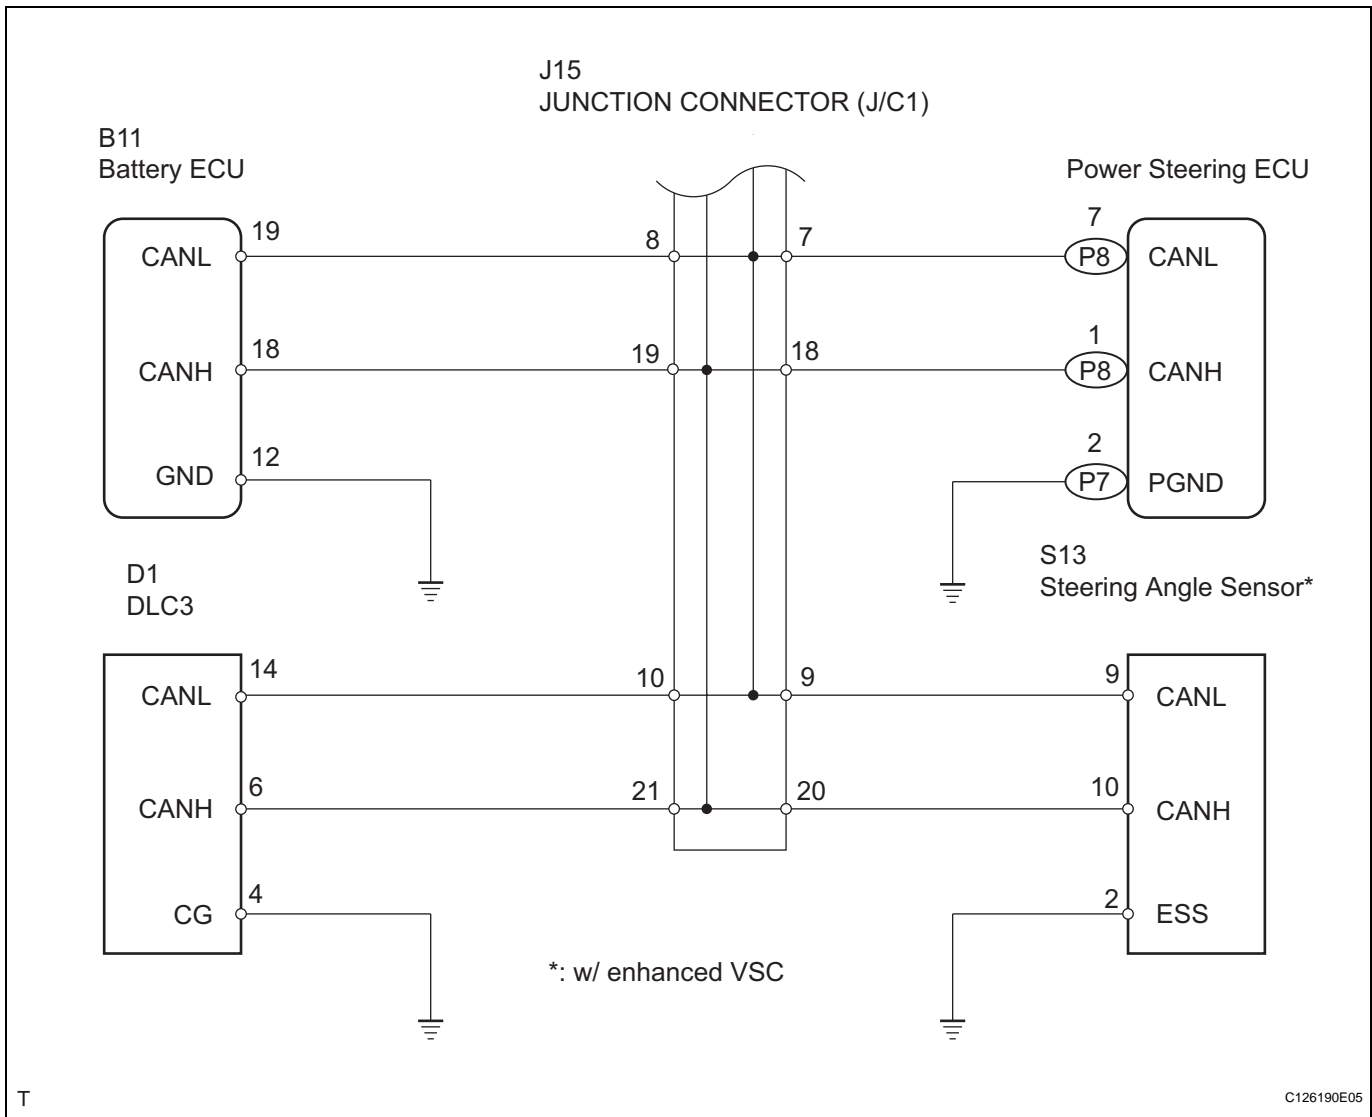 J15
JUNCTION CONNECTOR (J/C1)
B11
Battery ECU
Power Steering ECU
CANL
19
8
7
7
P8
CANL
CANH
18
19
18
1
P8
CANH
GND
12
2
P7
PGND
D1
DLC3
S13
Steering Angle Sensor*
CANL
14
10
9
9
CANL
CANH
6
21
20
10
CANH
CG
4
2
ESS
*: w/ enhanced VSC
T
C126190E05